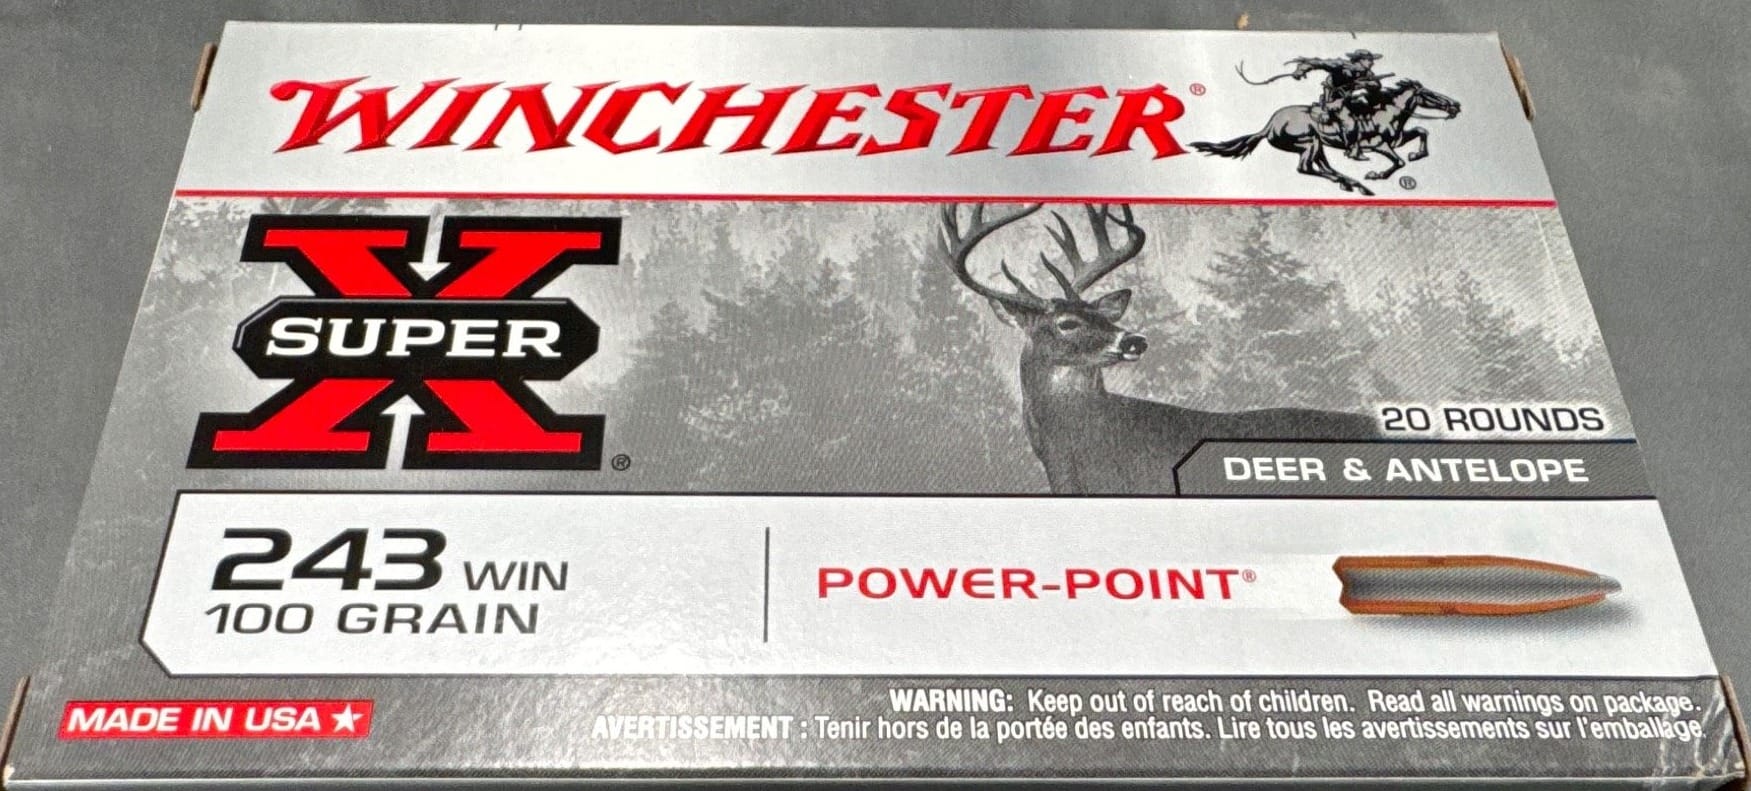 WINCHESTER®
®
SUPER X®
20 ROUNDS
DEER & ANTELOPE
243 WIN
100 GRAIN
POWER-POINT®
MADE IN USA ★
WARNING: Keep out of reach of children. Read all warnings on package.
AVERTISSEMENT : Tenir hors de la portée des enfants. Lire tous les avertissements sur l'emballage.